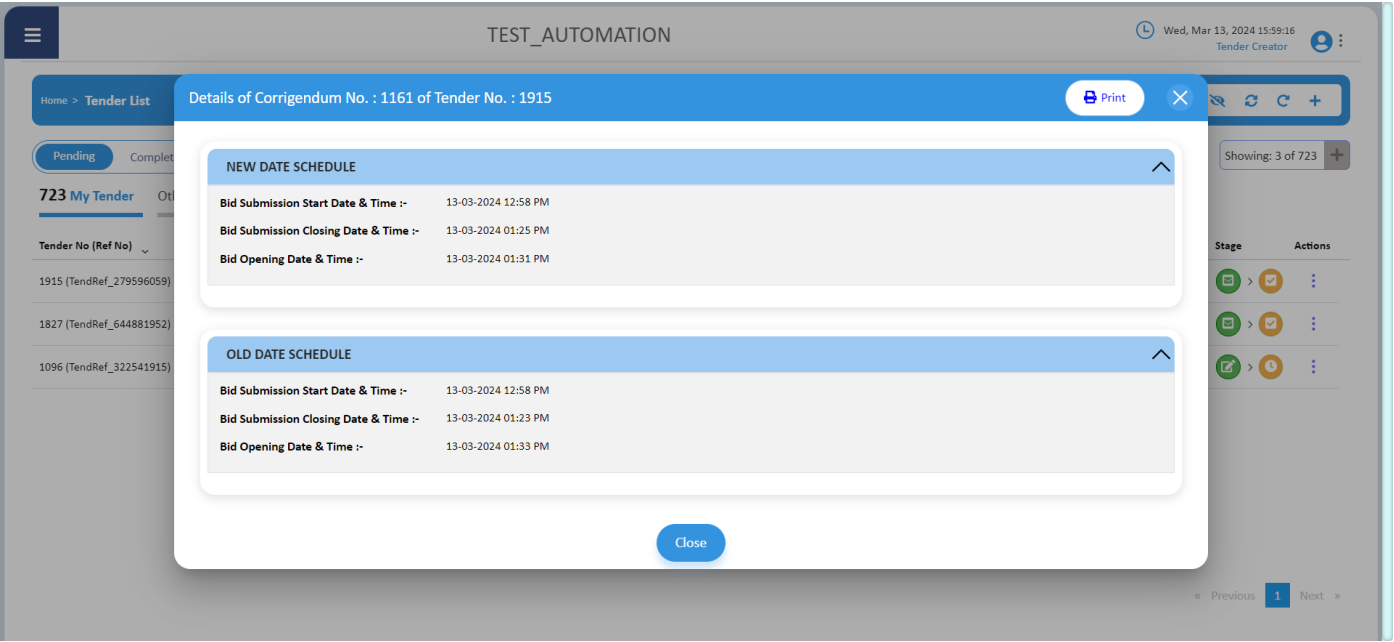 TEST_AUTOMATION
Wed, Mar 13, 2024 15:59:16
Tender Creator
Home > Tender List
Details of Corrigendum No. : 1161 of Tender No. : 1915
Print
Pending
Complet
Showing: 3 of 723
NEW DATE SCHEDULE
723 My Tender
Bid Submission Start Date & Time :- 13-03-2024 12:58 PM
Bid Submission Closing Date & Time :- 13-03-2024 01:25 PM
Bid Opening Date & Time :- 13-03-2024 01:31 PM
Tender No (Ref No)
Stage
Actions
1915 (TendRef_279596059)
1827 (TendRef_644881952)
1096 (TendRef_322541915)
OLD DATE SCHEDULE
Bid Submission Start Date & Time :- 13-03-2024 12:58 PM
Bid Submission Closing Date & Time :- 13-03-2024 01:23 PM
Bid Opening Date & Time :- 13-03-2024 01:33 PM
Close
« Previous 1 Next »